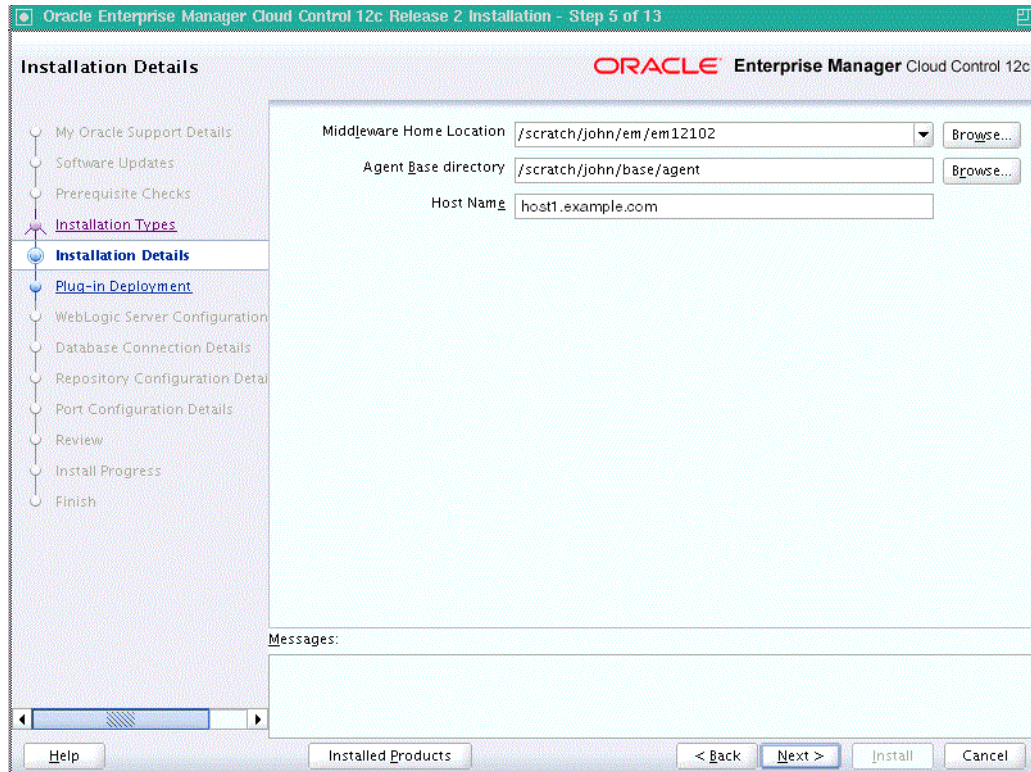 Oracle Enterprise Manager Cloud Control 12c Release 2 Installation - Step 5 of 13
Installation Details
ORACLE Enterprise Manager Cloud Control 12c
My Oracle Support Details
Software Updates
Prerequisite Checks
Installation Types
Installation Details
Plug-in Deployment
WebLogic Server Configuration
Database Connection Details
Repository Configuration Detai
Port Configuration Details
Review
Install Progress
Finish
Middleware Home Location /scratch/john/em/em12102 Browse...
Agent Base directory /scratch/john/base/agent Browse...
Host Name host1.example.com
Messages:
Help Installed Products < Back Next > Install Cancel